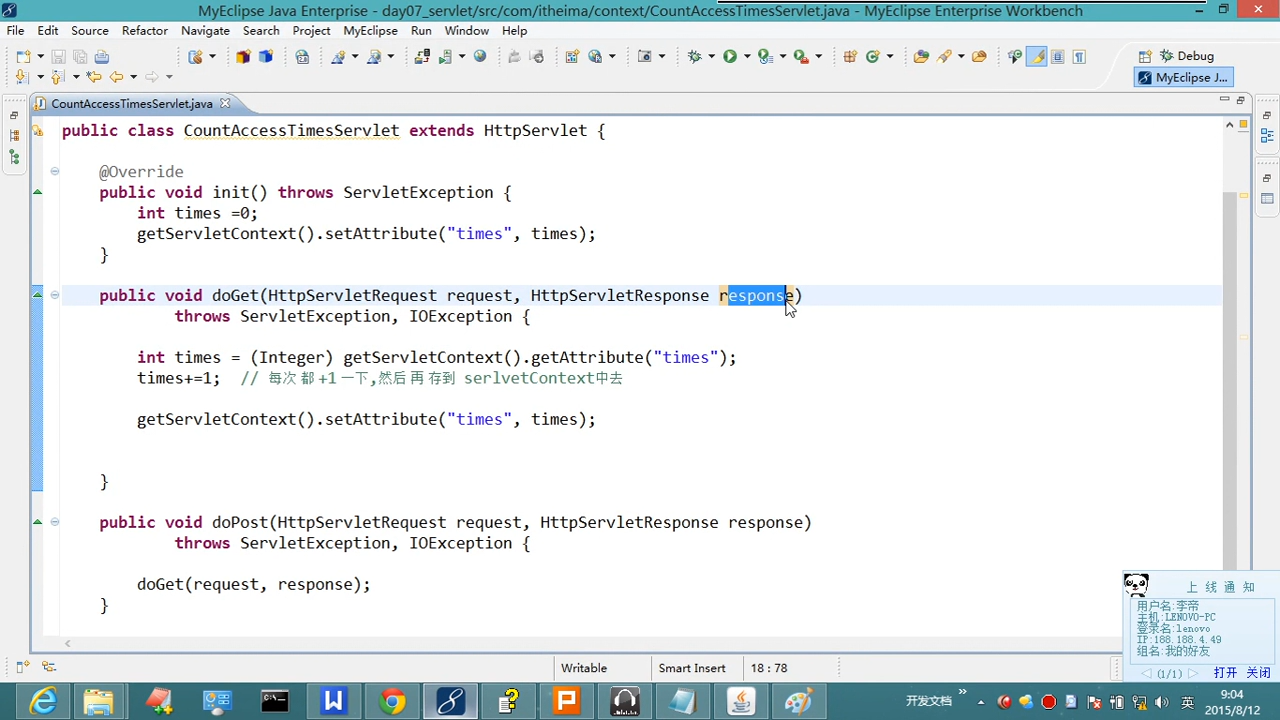 MyEclipse Java Enterprise - day07_servlet/src/com/itheima/context/CountAccessTimesServlet.java - MyEclipse Enterprise Workbench
File Edit Source Refactor Navigate Search Project MyEclipse Run Window Help
Debug
MyEclipse J...
CountAccessTimesServlet.java
public class CountAccessTimesServlet extends HttpServlet {
@Override
public void init() throws ServletException {
int times =0;
getServletContext().setAttribute("times", times);
}
public void doGet(HttpServletRequest request, HttpServletResponse response)
throws ServletException, IOException {
int times = (Integer) getServletContext().getAttribute("times");
times+=1; // 每次都+1一下,然后再存到 serlvetContext中去
getServletContext().setAttribute("times", times);
}
public void doPost(HttpServletRequest request, HttpServletResponse response)
throws ServletException, IOException {
doGet(request, response);
}
上线通知
用户名:李帝
主机:LENOVO-PC
登录名:lenovo
IP:188.188.4.49
组名:我的好友
(1/1) 打开 关闭
Writable Smart Insert 18 : 78
开发文档 英 9:04
2015/8/12